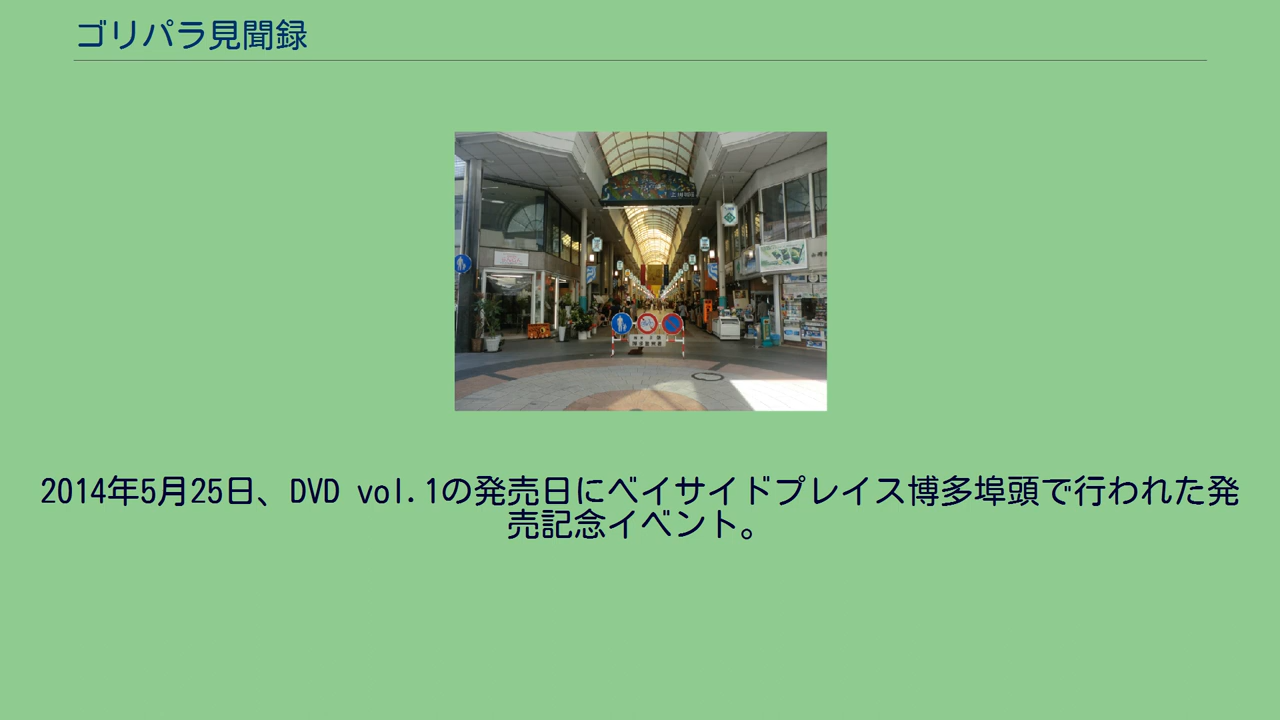 ゴリパラ見聞録
2014年5月25日、DVD vol.1の発売日にベイサイドプレイス博多埠頭で行われた発
売記念イベント。